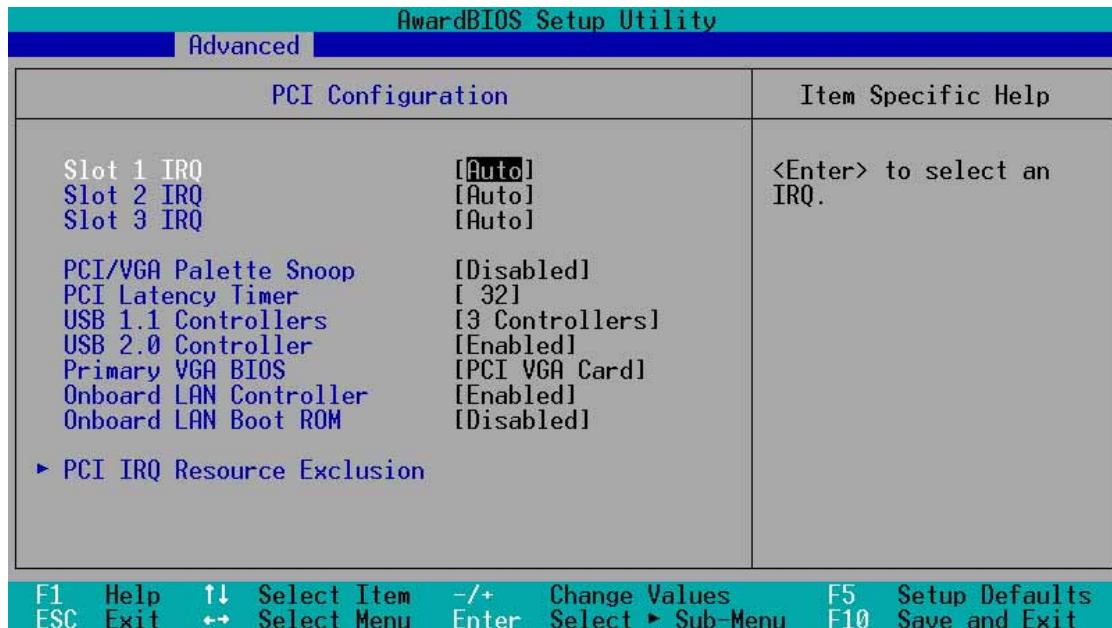 AwardBIOS Setup Utility
Advanced
PCI Configuration
Item Specific Help
Slot 1 IRQ [Auto]
Slot 2 IRQ [Auto]
Slot 3 IRQ [Auto]
PCI/VGA Palette Snoop [Disabled]
PCI Latency Timer [ 32]
USB 1.1 Controllers [3 Controllers]
USB 2.0 Controller [Enabled]
Primary VGA BIOS [PCI VGA Card]
Onboard LAN Controller [Enabled]
Onboard LAN Boot ROM [Disabled]
► PCI IRQ Resource Exclusion
<Enter> to select an
IRQ.
F1 Help ↑↓ Select Item -/+ Change Values F5 Setup Defaults
ESC Exit ←→ Select Menu Enter Select ► Sub-Menu F10 Save and Exit